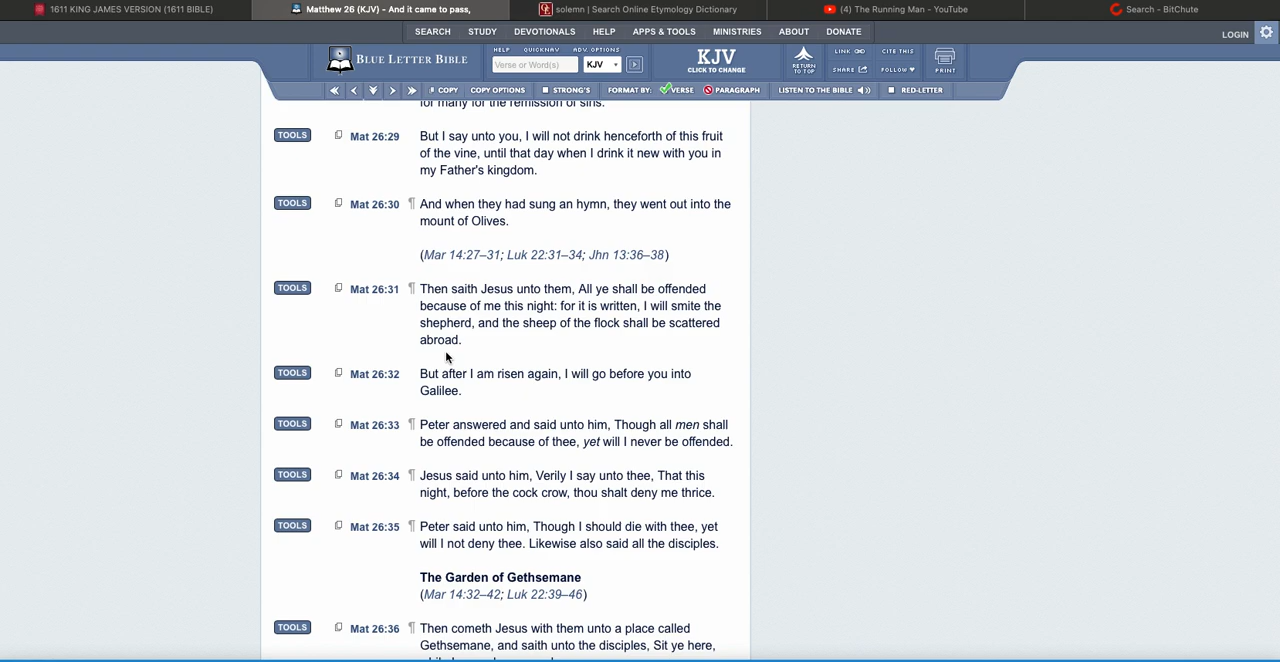 1611 KING JAMES VERSION (1611 BIBLE)
Matthew 26 (KJV) - And it came to pass,
solemn | Search Online Etymology Dictionary
(4) The Running Man - YouTube
Search - BitChute
SEARCH STUDY DEVOTIONALS HELP APPS & TOOLS MINISTRIES ABOUT DONATE
LOGIN
BLUE LETTER BIBLE
HELP QUICKNAV ADV. OPTIONS
Verse or Word(s) KJV
KJV
CLICK TO CHANGE
RETURN
TO TOP
LINK CITE THIS
SHARE FOLLOW
PRINT
COPY COPY OPTIONS STRONG'S FORMAT BY: VERSE PARAGRAPH LISTEN TO THE BIBLE RED-LETTER
for many for the remission of sins.
TOOLS Mat 26:29 But I say unto you, I will not drink henceforth of this fruit
of the vine, until that day when I drink it new with you in
my Father's kingdom.
TOOLS Mat 26:30 ¶ And when they had sung an hymn, they went out into the
mount of Olives.
(Mar 14:27–31; Luk 22:31–34; Jhn 13:36–38)
TOOLS Mat 26:31 ¶ Then saith Jesus unto them, All ye shall be offended
because of me this night: for it is written, I will smite the
shepherd, and the sheep of the flock shall be scattered
abroad.
TOOLS Mat 26:32 But after I am risen again, I will go before you into
Galilee.
TOOLS Mat 26:33 ¶ Peter answered and said unto him, Though all men shall
be offended because of thee, yet will I never be offended.
TOOLS Mat 26:34 ¶ Jesus said unto him, Verily I say unto thee, That this
night, before the cock crow, thou shalt deny me thrice.
TOOLS Mat 26:35 ¶ Peter said unto him, Though I should die with thee, yet
will I not deny thee. Likewise also said all the disciples.
The Garden of Gethsemane
(Mar 14:32–42; Luk 22:39–46)
TOOLS Mat 26:36 ¶ Then cometh Jesus with them unto a place called
Gethsemane, and saith unto the disciples, Sit ye here,